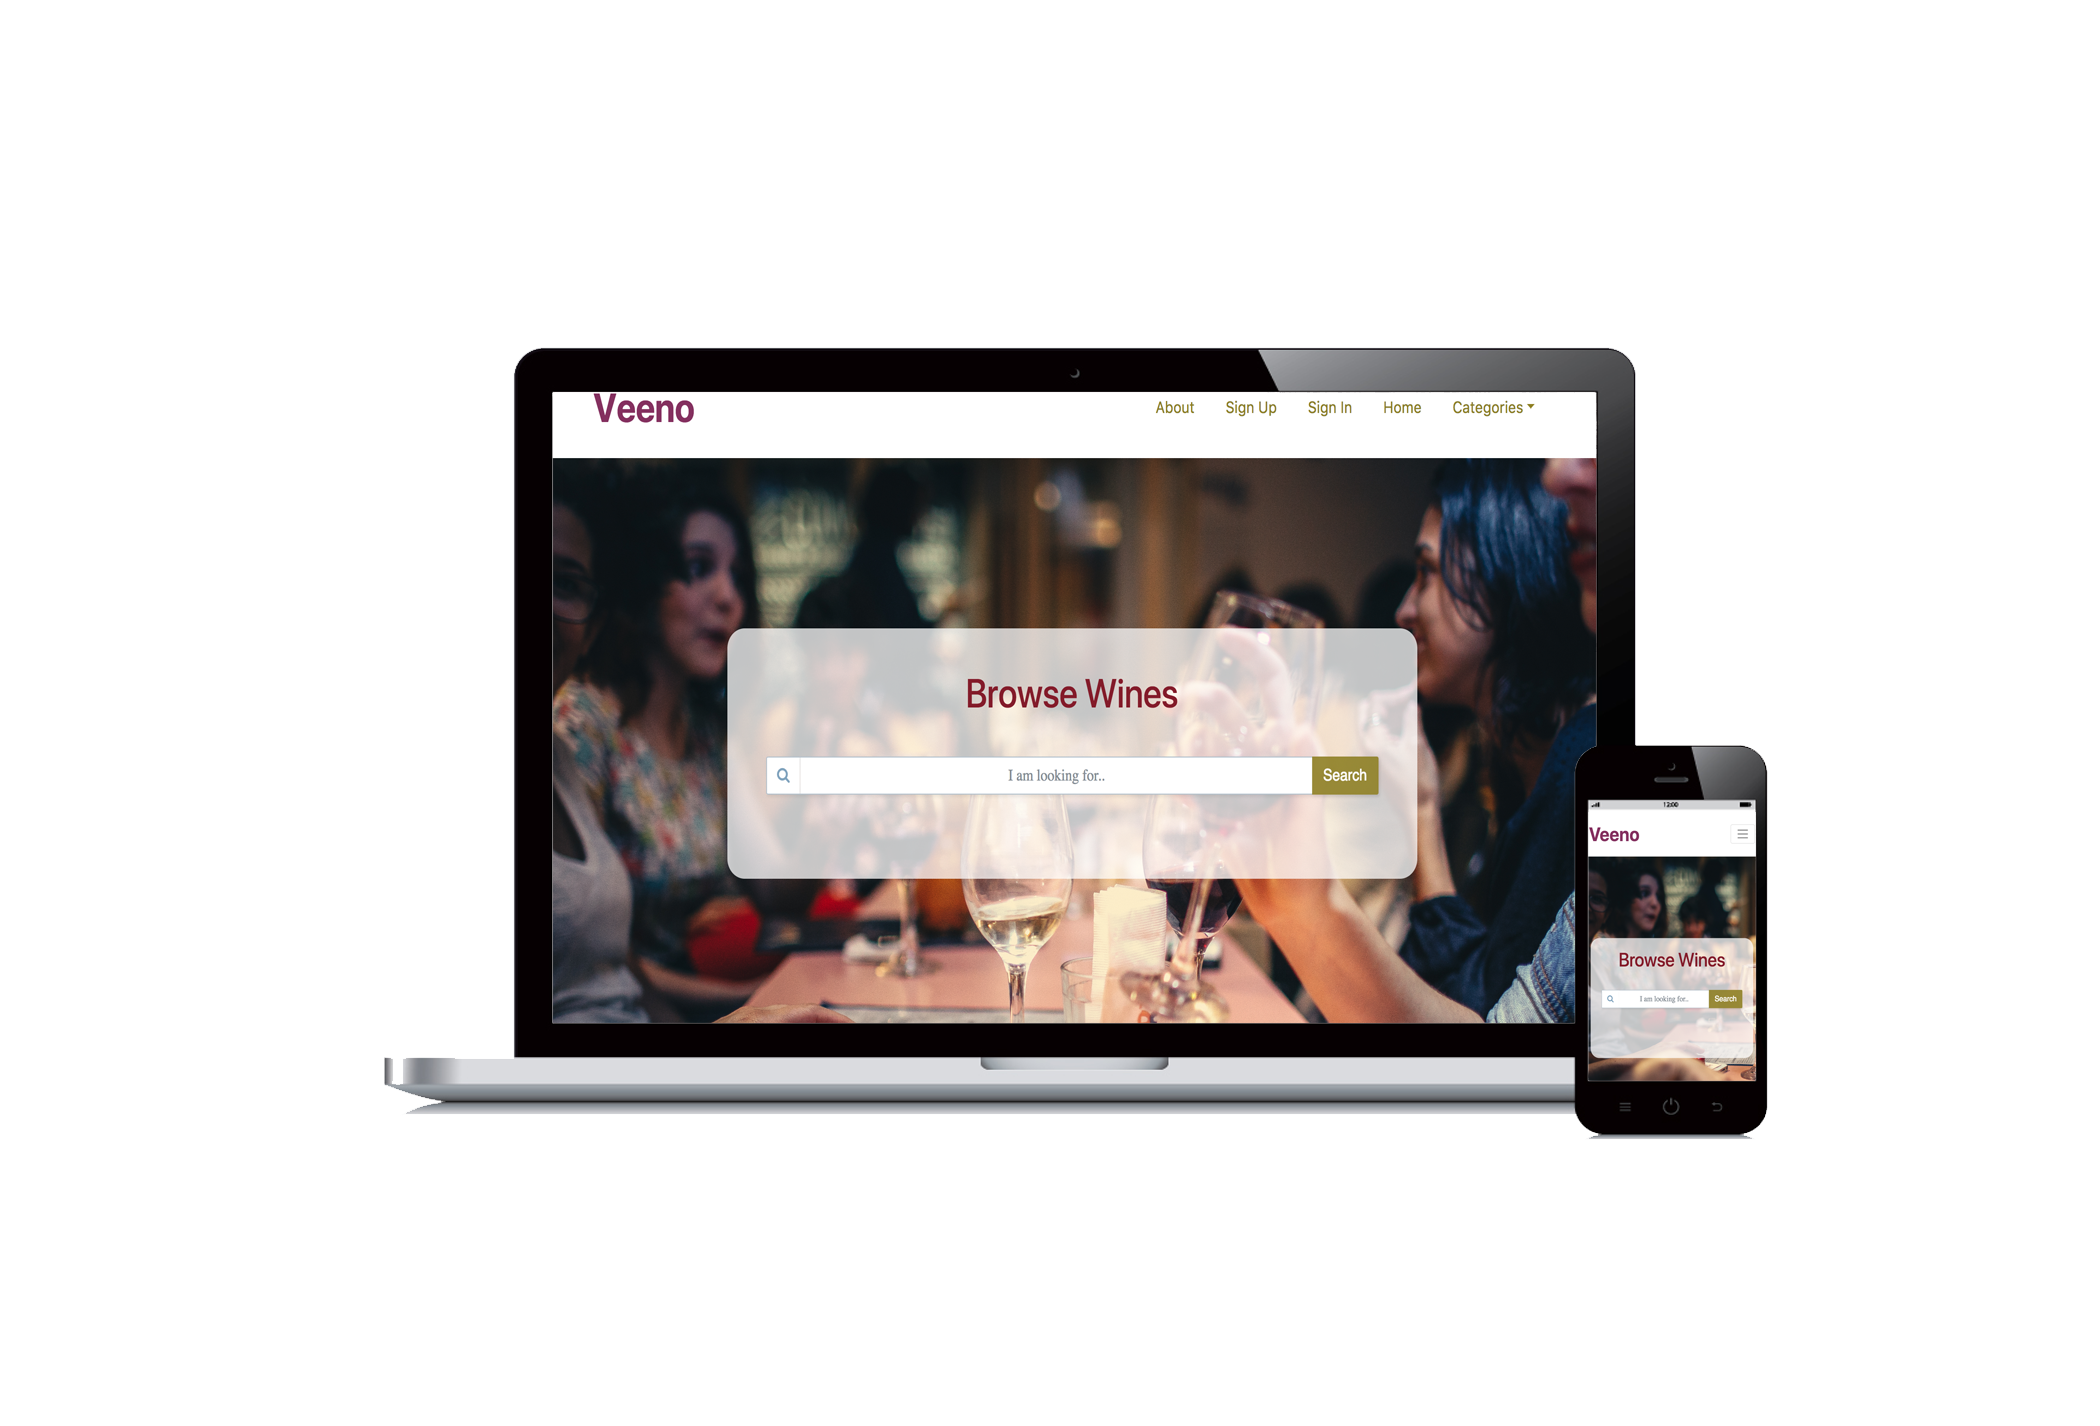 Veeno About Sign Up Sign In Home Categories
Browse Wines
I am looking for.. Search
12:00
Veeno
Browse Wines
I am looking for.. Search